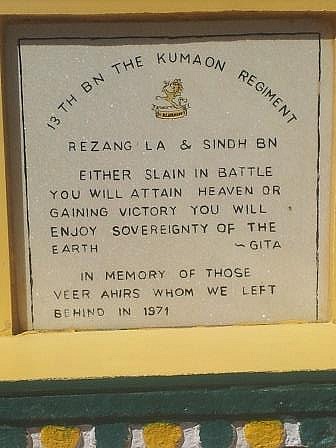 13TH BN THE KUMAON REGIMENT
REZANG LA & SINDH BN
EITHER SLAIN IN BATTLE
YOU WILL ATTAIN HEAVEN OR
GAINING VICTORY YOU WILL
ENJOY SOVEREIGNTY OF THE
EARTH ~GITA
IN MEMORY OF THOSE
VEER AHIRS WHOM WE LEFT
BEHIND IN 1971